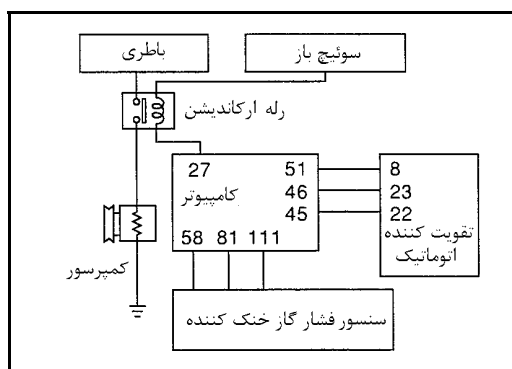 باطری
سوئیچ باز
رله ارکاندیشن
27
51
8
46
23
کامپیوتر
45
22
تقویت کننده
اتوماتیک
58 81 111
کمپرسور
سنسور فشار گاز خنک کننده